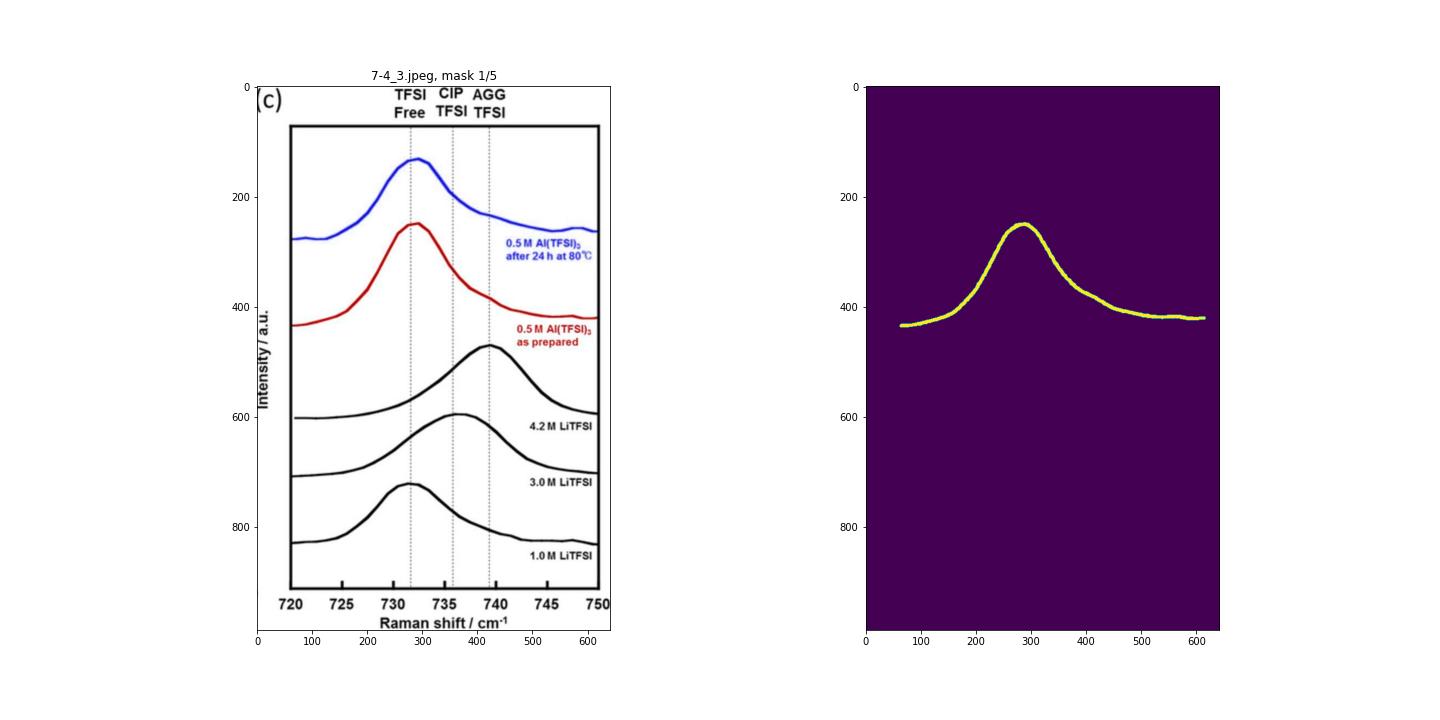 7-4_3.jpeg, mask 1/5
(c)
TFSI CIP AGG
Free TFSI TFSI
0.5 M Al(TFSI)3
after 24 h at 80℃
0.5 M Al(TFSI)3
as prepared
4.2 M LiTFSI
3.0 M LiTFSI
1.0 M LiTFSI
Intensity / a.u.
720 725 730 735 740 745 750
Raman shift / cm-1
0
200
400
600
800
0 100 200 300 400 500 600
0
200
400
600
800
0 100 200 300 400 500 600